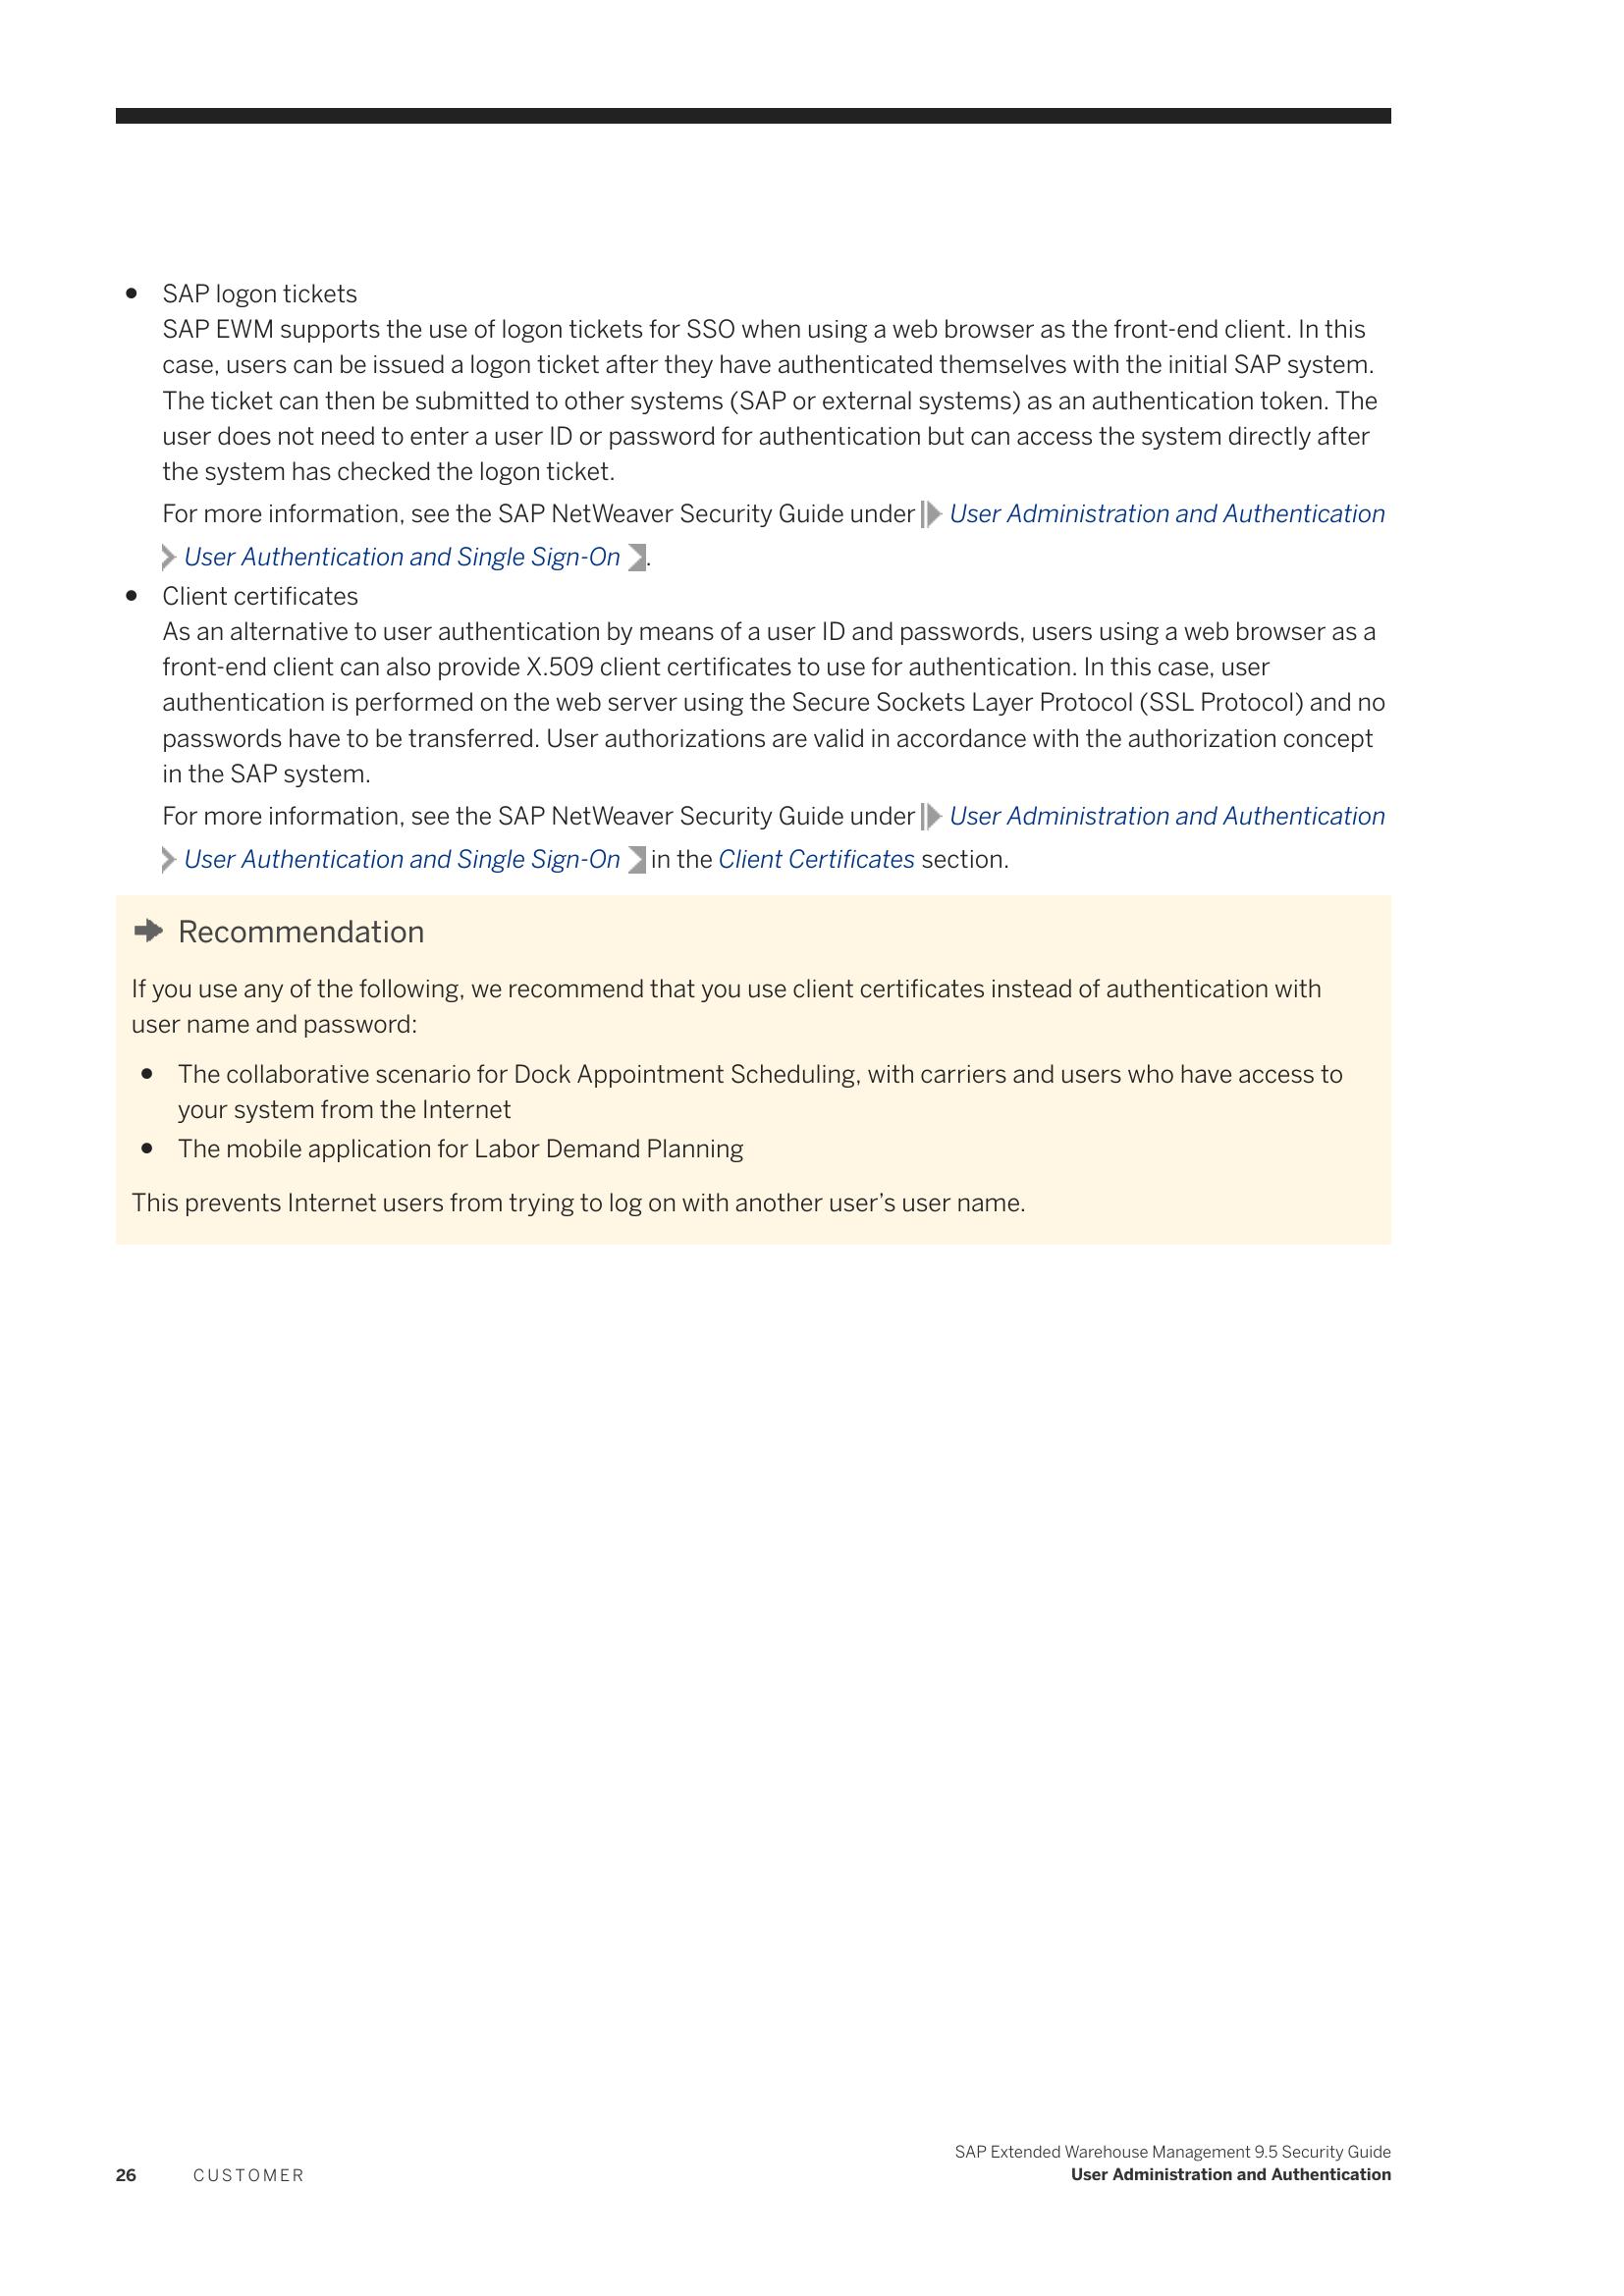 • SAP logon tickets
SAP EWM supports the use of logon tickets for SSO when using a web browser as the front-end client. In this
case, users can be issued a logon ticket after they have authenticated themselves with the initial SAP system.
The ticket can then be submitted to other systems (SAP or external systems) as an authentication token. The
user does not need to enter a user ID or password for authentication but can access the system directly after
the system has checked the logon ticket.
For more information, see the SAP NetWeaver Security Guide under User Administration and Authentication
User Authentication and Single Sign-On .
• Client certificates
As an alternative to user authentication by means of a user ID and passwords, users using a web browser as a
front-end client can also provide X.509 client certificates to use for authentication. In this case, user
authentication is performed on the web server using the Secure Sockets Layer Protocol (SSL Protocol) and no
passwords have to be transferred. User authorizations are valid in accordance with the authorization concept
in the SAP system.
For more information, see the SAP NetWeaver Security Guide under User Administration and Authentication
User Authentication and Single Sign-On in the Client Certificates section.
Recommendation
If you use any of the following, we recommend that you use client certificates instead of authentication with
user name and password:
• The collaborative scenario for Dock Appointment Scheduling, with carriers and users who have access to
your system from the Internet
• The mobile application for Labor Demand Planning
This prevents Internet users from trying to log on with another user’s user name.
SAP Extended Warehouse Management 9.5 Security Guide
26 CUSTOMER User Administration and Authentication